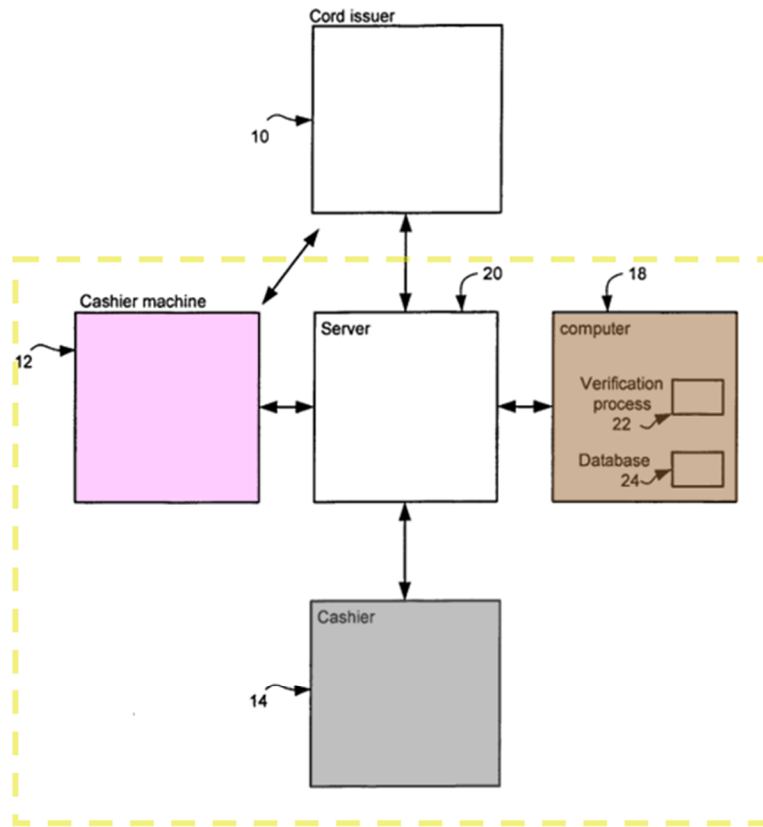 Cord issuer
10
Cashier machine
12
Server
20
18
computer
Verification
process
22
Database
24
Cashier
14